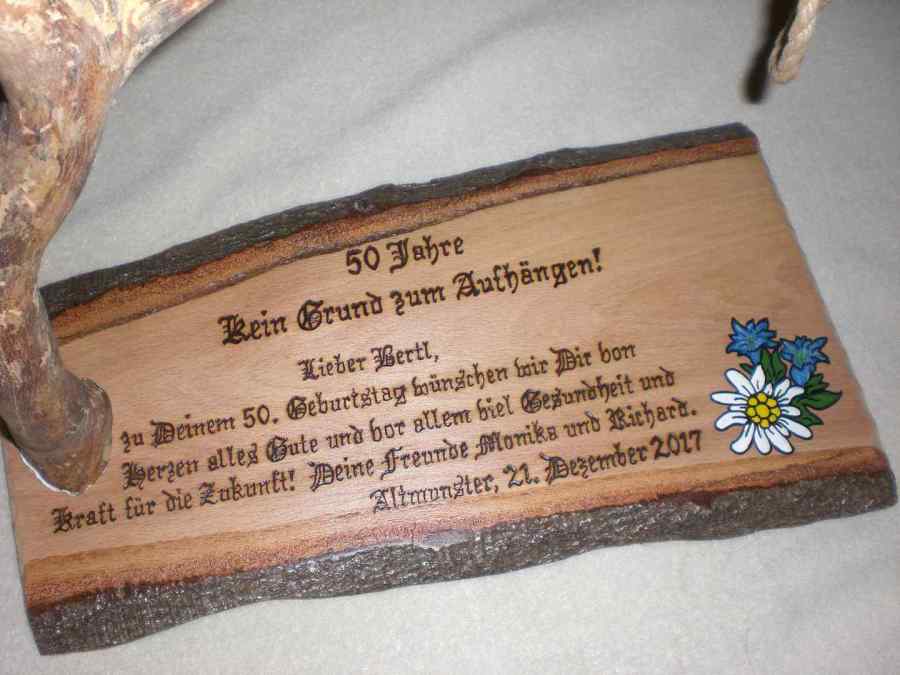 50 Jahre
Kein Grund zum Aufhängen!
Lieber Bertl,
zu Deinem 50. Geburtstag wünschen wir Dir von
Herzen alles Gute und vor allem viel Gesundheit und
Kraft für die Zukunft! Deine Freunde Monika und Richard.
Altmunster, 21. Dezember 2017